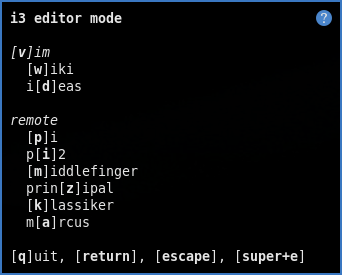 i3 editor mode
[v]im
[w]iki
i[d]eas
remote
[p]i
p[i]2
[m]iddlefinger
prin[z]ipal
[k]lassiker
m[a]rcus
[q]uit, [return], [escape], [super+e]